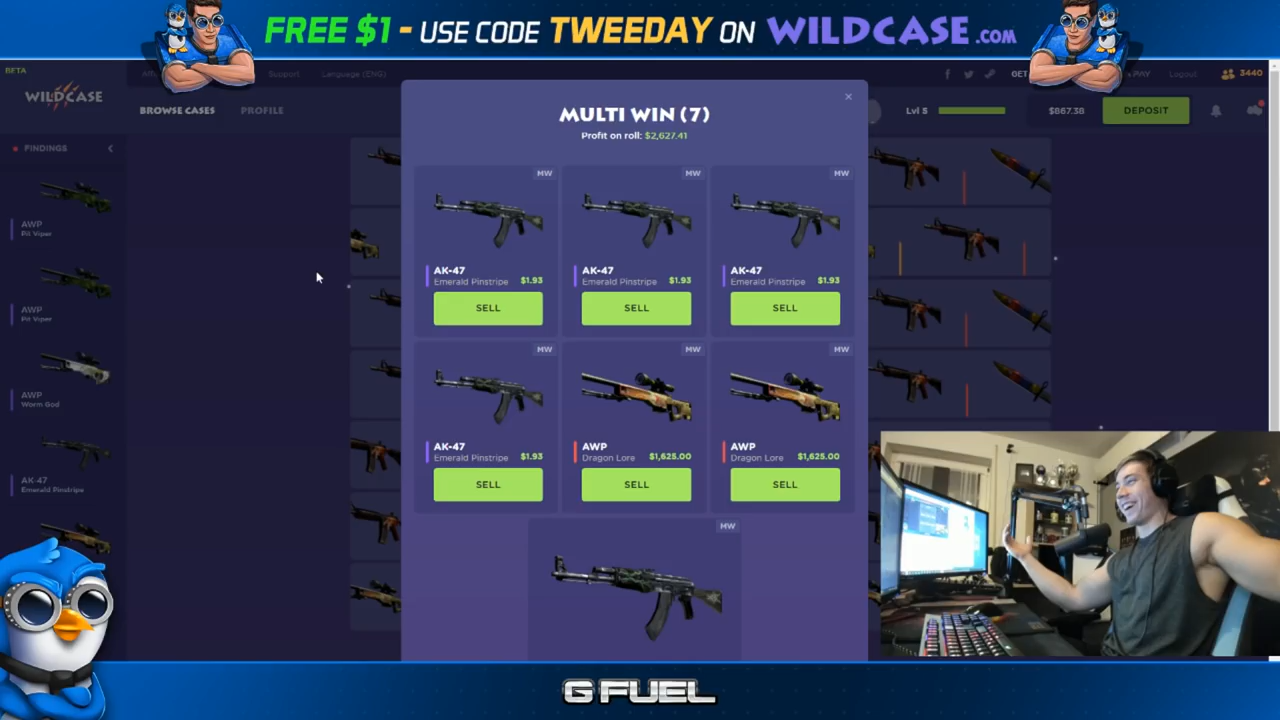 FREE $1 - USE CODE TWEEDAY ON WILDCASE.COM
BETA
Support
Language (ENG)
GET
PAY
Logout
3440
WILDCASE
BROWSE CASES
PROFILE
Lvl 5
$867.38
DEPOSIT
FINDINGS
AWP
Pit Viper
AWP
Pit Viper
AWP
Worm God
AK-47
Emerald Pinstripe
MULTI WIN (7)
Profit on roll: $2,627.41
MW
MW
MW
AK-47
Emerald Pinstripe $1.93
SELL
AK-47
Emerald Pinstripe $1.93
SELL
AK-47
Emerald Pinstripe $1.93
SELL
MW
MW
MW
AK-47
Emerald Pinstripe $1.93
SELL
AWP
Dragon Lore $1,625.00
SELL
AWP
Dragon Lore $1,625.00
SELL
MW
G FUEL